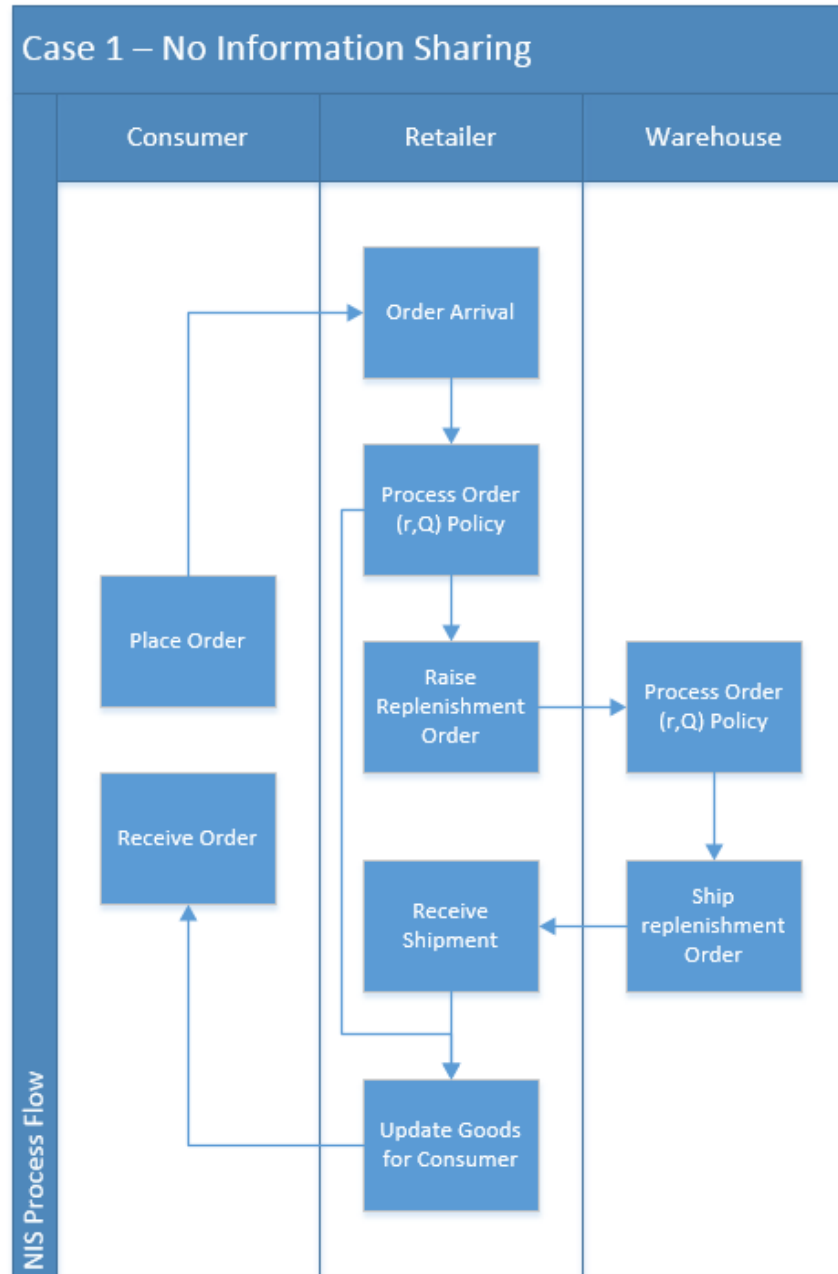 Case 1 – No Information Sharing
Consumer
Retailer
Warehouse
NIS Process Flow
Order Arrival
Process Order
(r,Q) Policy
Place Order
Raise
Replenishment
Order
Process Order
(r,Q) Policy
Receive Order
Receive
Shipment
Ship
replenishment
Order
Update Goods
for Consumer